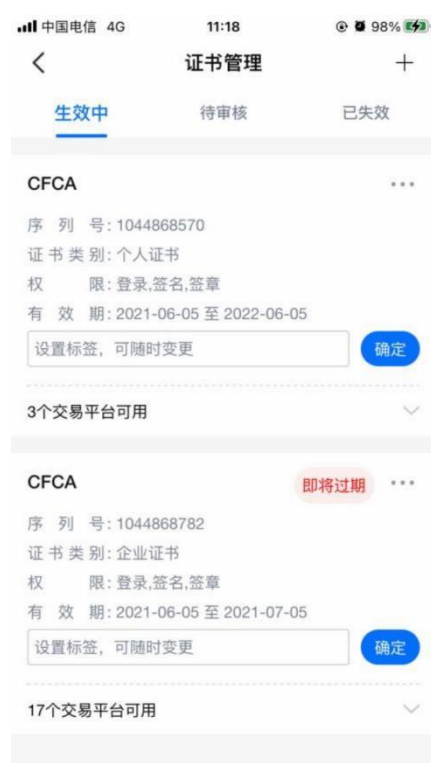 中国电信 4G 11:18 98%
证书管理
生效中 待审核 已失效
CFCA
序列号:1044868570
证书类别:个人证书
权限:登录,签名,签章
有效期:2021-06-05 至 2022-06-05
设置标签，可随时变更 确定
3个交易平台可用
CFCA 即将过期
序列号:1044868782
证书类别:企业证书
权限:登录,签名,签章
有效期:2021-06-05 至 2021-07-05
设置标签，可随时变更 确定
17个交易平台可用